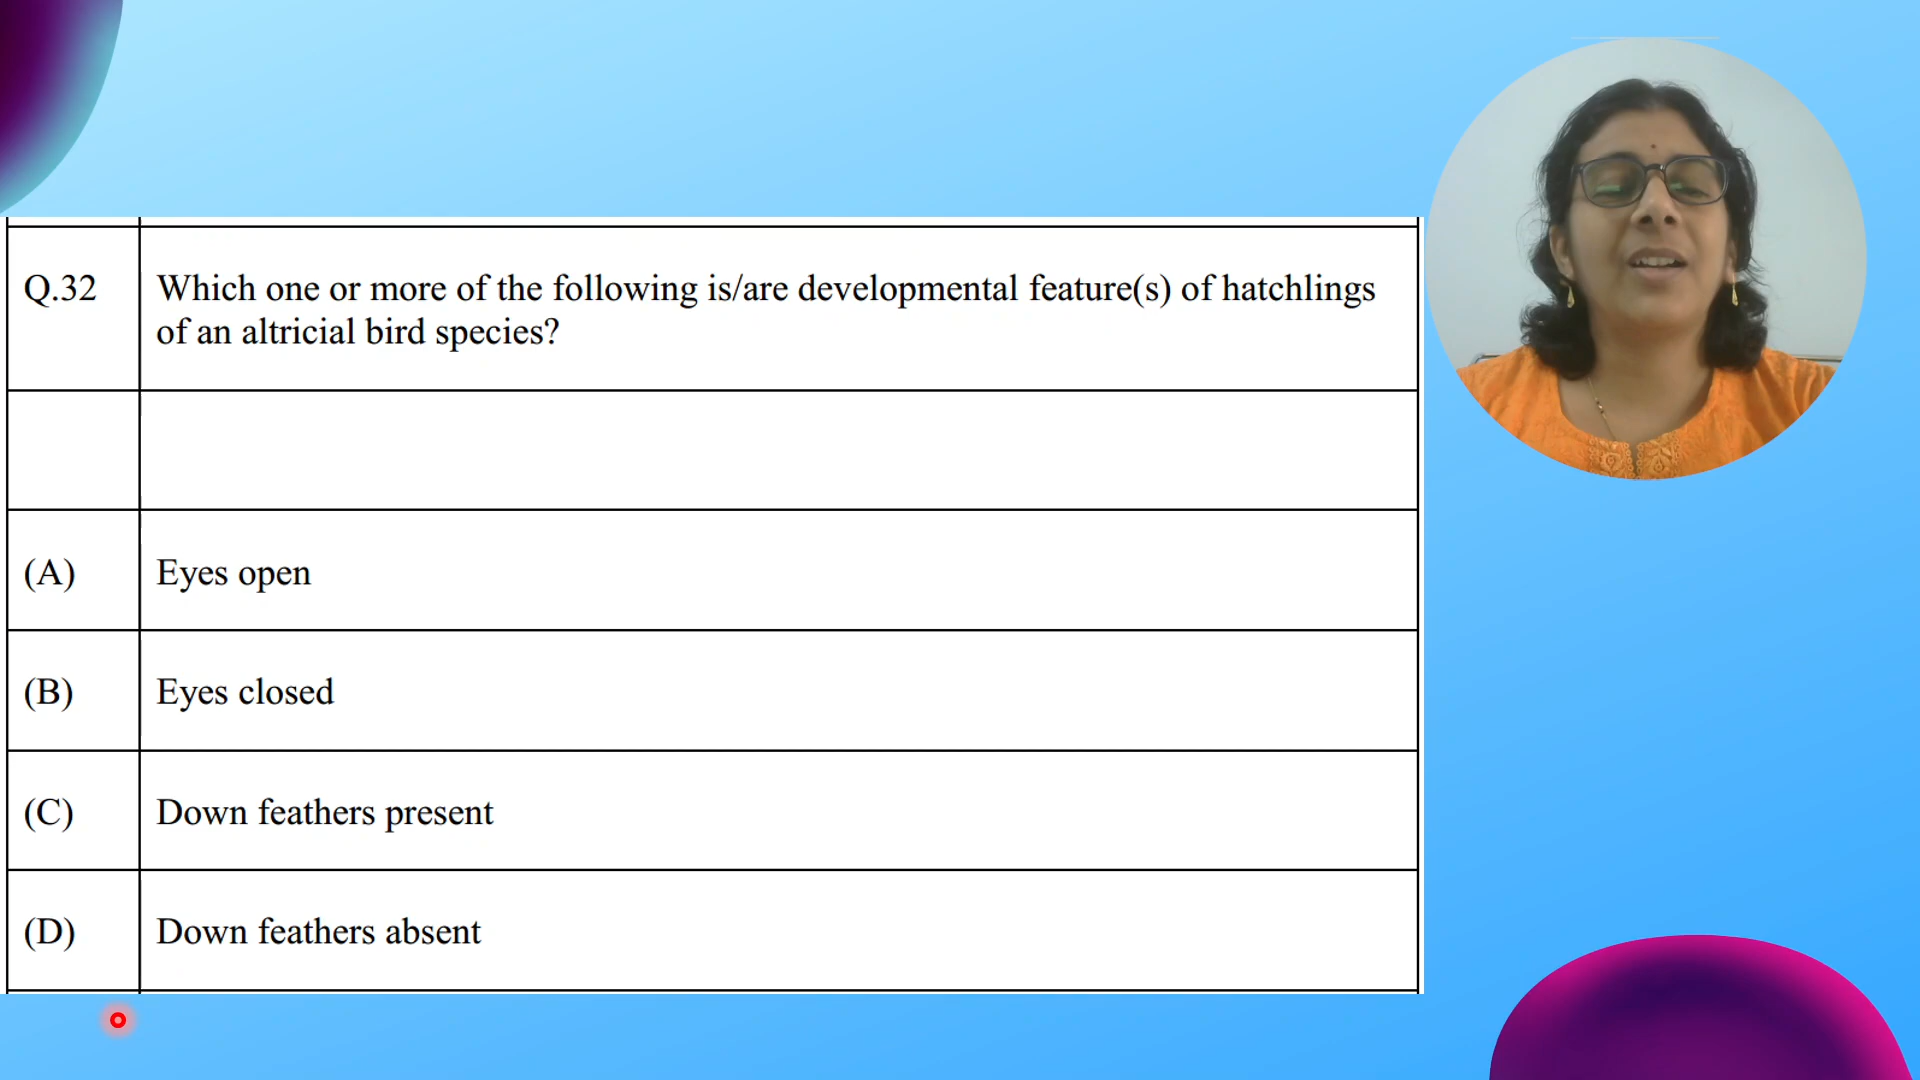 Q.32
Which one or more of the following is/are developmental feature(s) of hatchlings
of an altricial bird species?
(A) Eyes open
(B) Eyes closed
(C) Down feathers present
(D) Down feathers absent